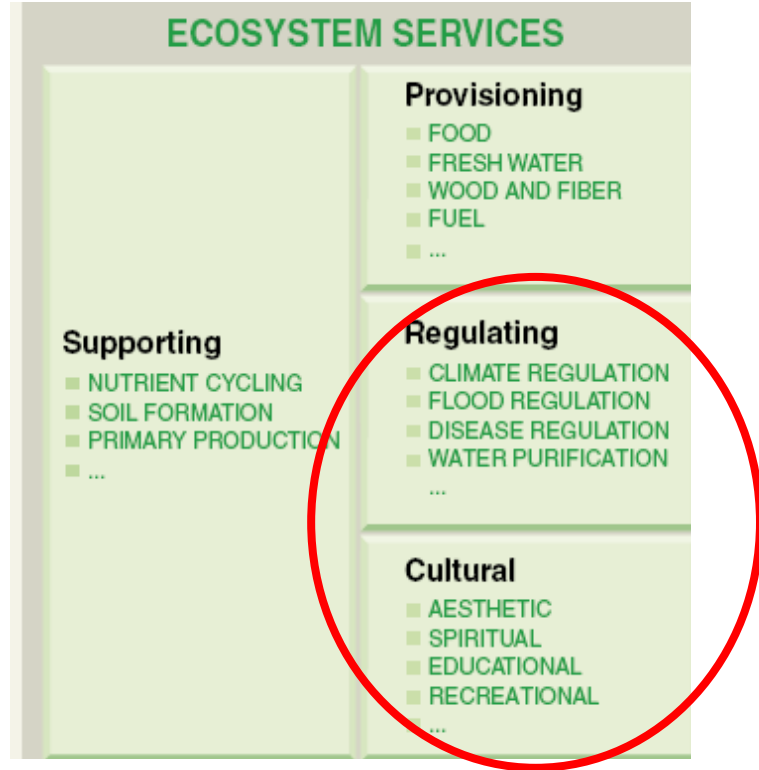 ECOSYSTEM SERVICES
Supporting
NUTRIENT CYCLING
SOIL FORMATION
PRIMARY PRODUCTION
...
Provisioning
FOOD
FRESH WATER
WOOD AND FIBER
FUEL
...
Regulating
CLIMATE REGULATION
FLOOD REGULATION
DISEASE REGULATION
WATER PURIFICATION
...
Cultural
AESTHETIC
SPIRITUAL
EDUCATIONAL
RECREATIONAL
...